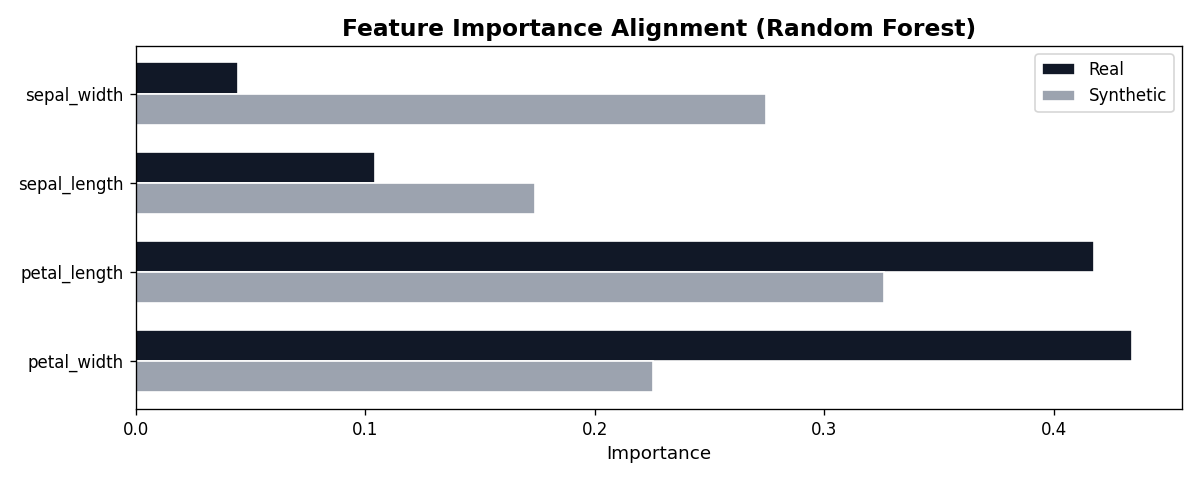 Feature Importance Alignment (Random Forest)
Real
Synthetic
sepal_width
sepal_length
petal_length
petal_width
0.0 0.1 0.2 0.3 0.4
Importance